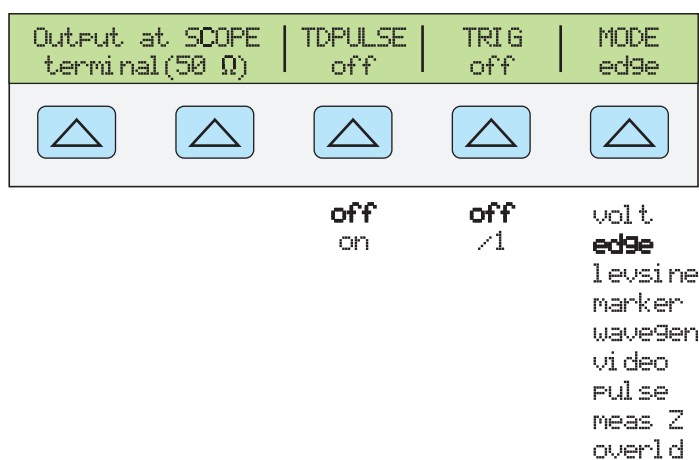 Output at SCOPE TDPULSE TRIG MODE
terminal(50 Ω) off off edge
off off volt
on /1 edge
levsine
marker
wavegen
video
pulse
meas Z
overld